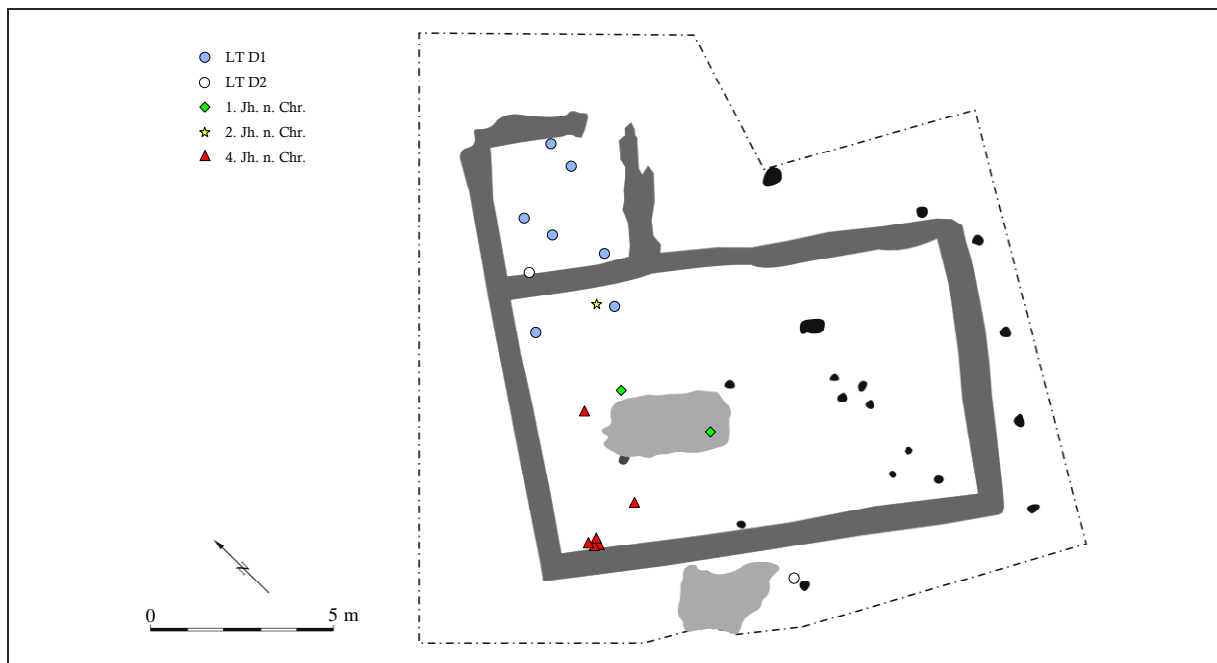 LT D1
LT D2
1. Jh. n. Chr.
2. Jh. n. Chr.
4. Jh. n. Chr.
N
0 5 m